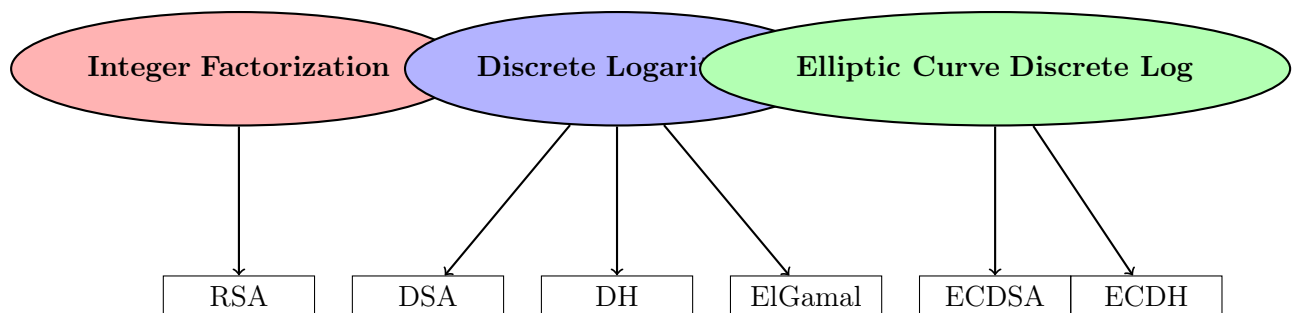 Integer Factorization
Discrete Logari
Elliptic Curve Discrete Log
RSA
DSA
DH
ElGamal
ECDSA
ECDH